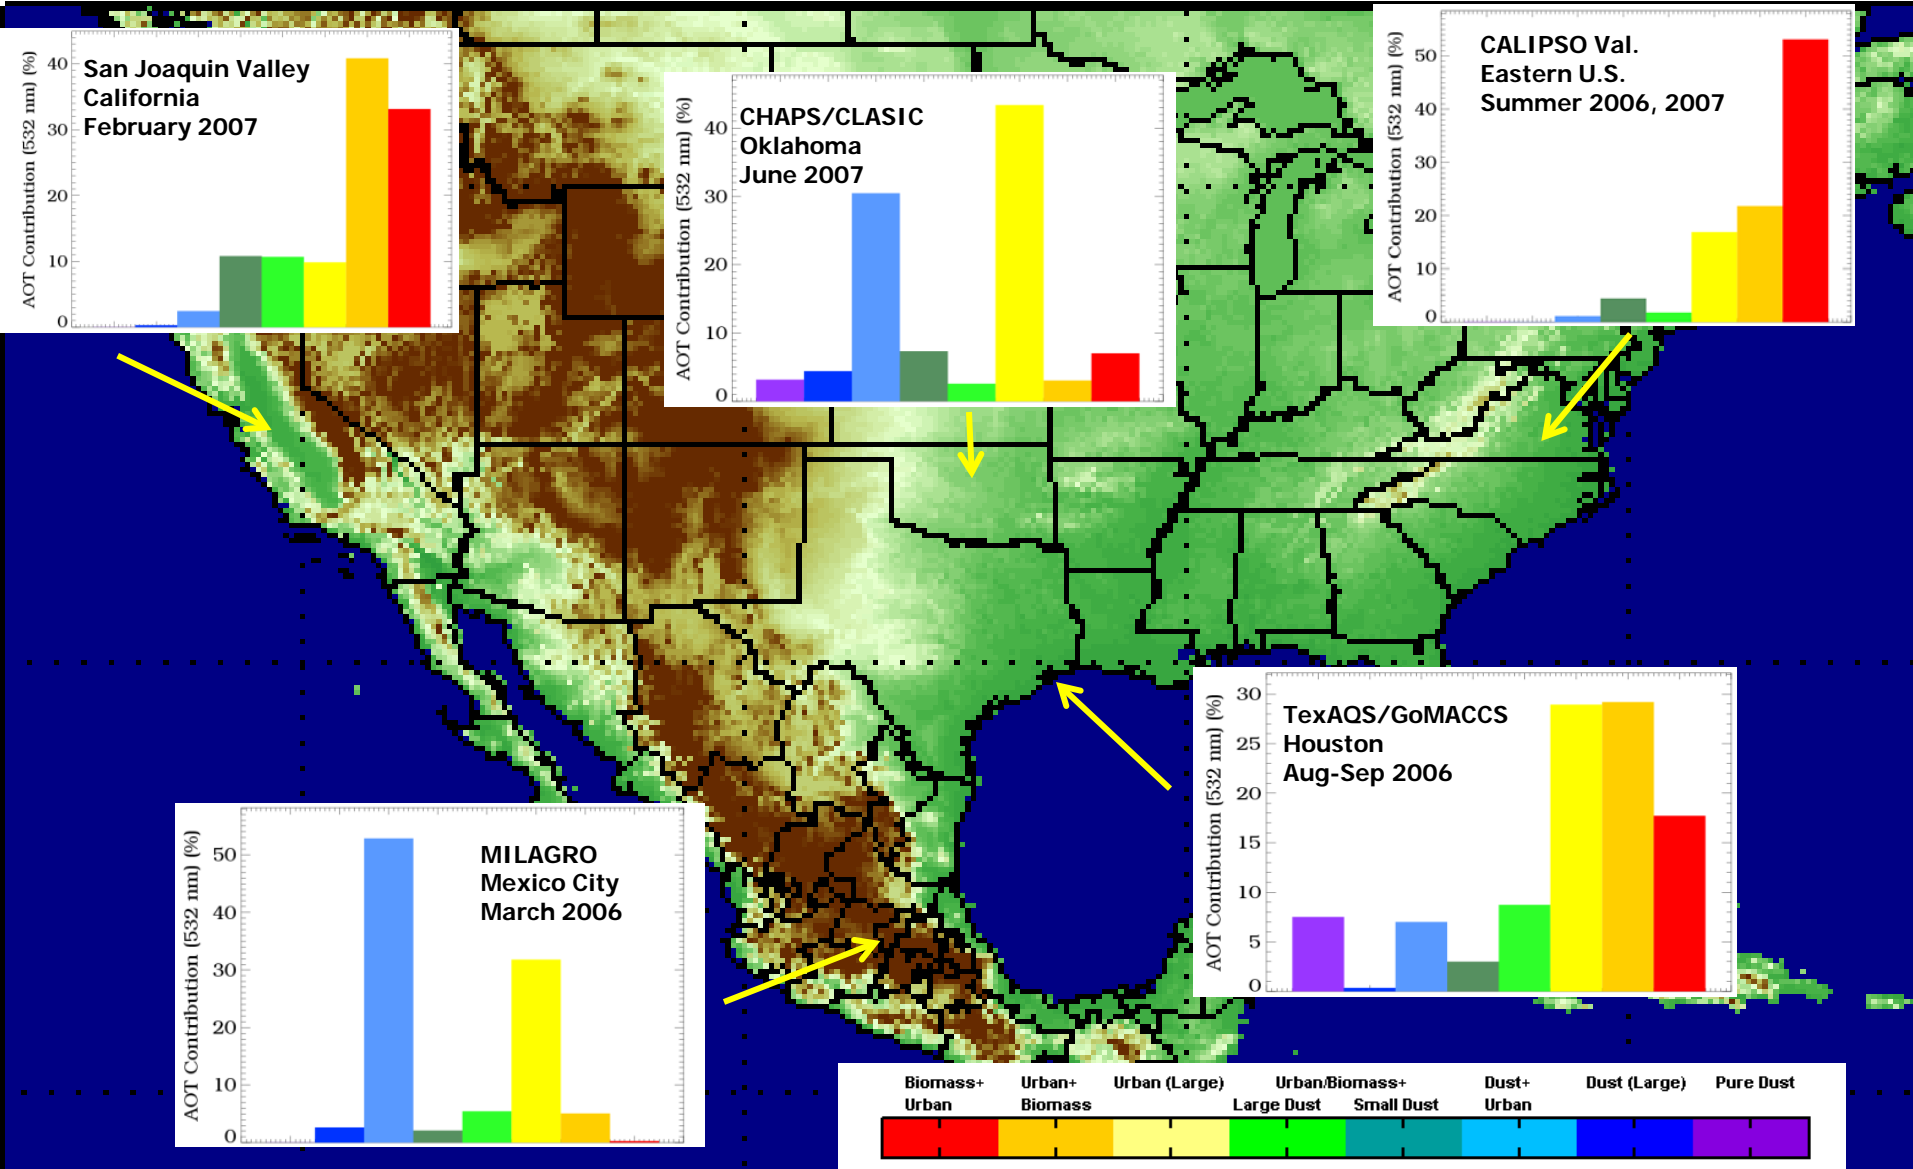 San Joaquin Valley
California
February 2007
AOT Contribution (532 nm) (%)
40
30
20
10
0
CHAPS/CLASIC
Oklahoma
June 2007
AOT Contribution (532 nm) (%)
40
30
20
10
0
CALIPSO Val.
Eastern U.S.
Summer 2006, 2007
AOT Contribution (532 nm) (%)
50
40
30
20
10
0
MILAGRO
Mexico City
March 2006
AOT Contribution (532 nm) (%)
50
40
30
20
10
0
TexAQS/GoMACCS
Houston
Aug-Sep 2006
AOT Contribution (532 nm) (%)
30
25
20
15
10
5
0
Biomass+ Urban+ Urban (Large) Urban/Biomass+ Dust+ Dust (Large) Pure Dust
Urban Biomass Large Dust Small Dust Urban